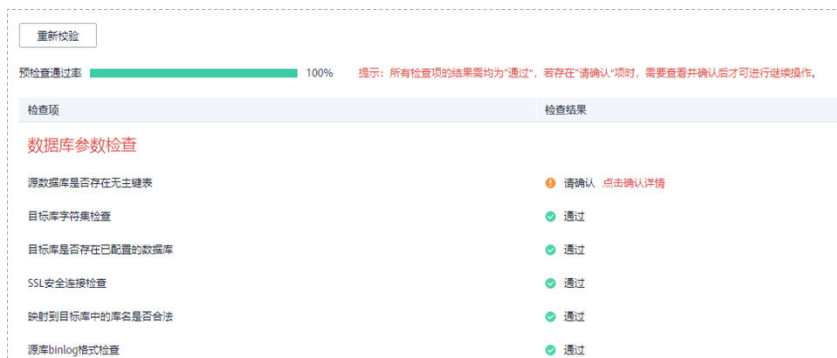 重新校验
预检查通过率 100% 提示：所有检查项的结果需均为“通过”，若存在“请确认”项时，需要查看并确认后才可进行继续操作。
检查项 检查结果
数据库参数检查
源数据库是否存在无主键表 请确认 点击确认详情
目标库字符集检查 通过
目标库是否存在已配置的数据库 通过
SSL安全连接检查 通过
映射到目标库中的库名是否合法 通过
源库binlog格式检查 通过